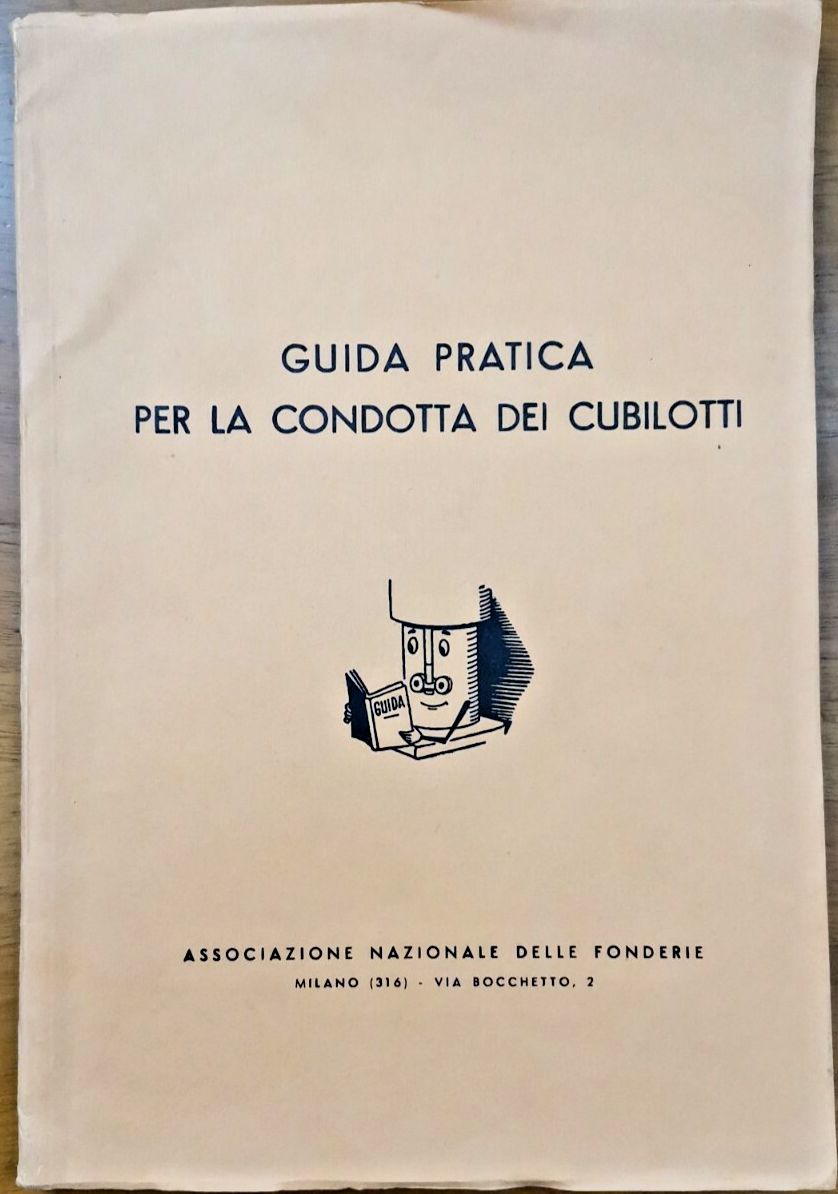 GUIDA PRATICA
PER LA CONDOTTA DEI CUBILOTTI
GUIDA
ASSOCIAZIONE NAZIONALE DELLE FONDERIE
MILANO (316) - VIA BOCCHETTO, 2